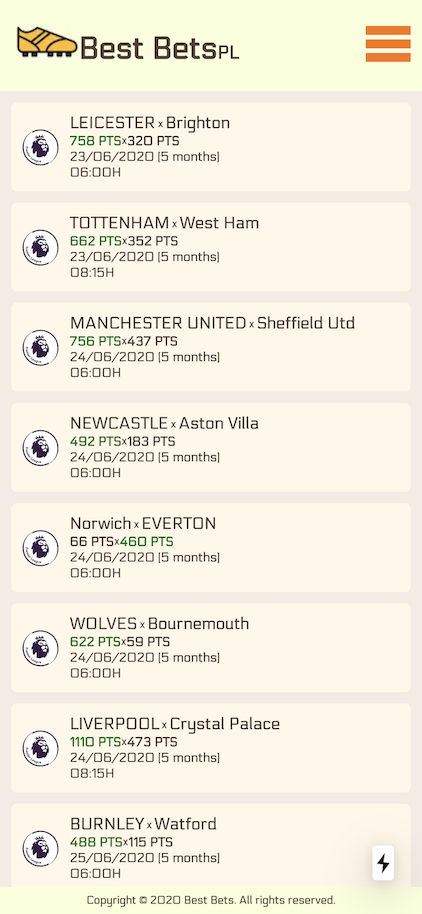 Best Bets PL
LEICESTER x Brighton
758 PTSx320 PTS
23/06/2020 [5 months]
06:00H
TOTTENHAM x West Ham
662 PTSx352 PTS
23/06/2020 [5 months]
08:15H
MANCHESTER UNITED x Sheffield Utd
756 PTSx437 PTS
24/06/2020 [5 months]
06:00H
NEWCASTLE x Aston Villa
492 PTSx183 PTS
24/06/2020 [5 months]
06:00H
Norwich x EVERTON
66 PTSx460 PTS
24/06/2020 [5 months]
06:00H
WOLVES x Bournemouth
622 PTSx59 PTS
24/06/2020 [5 months]
06:00H
LIVERPOOL x Crystal Palace
1110 PTSx473 PTS
24/06/2020 [5 months]
08:15H
BURNLEY x Watford
488 PTSx115 PTS
25/06/2020 [5 months]
06:00H
Copyright © 2020 Best Bets. All rights reserved.